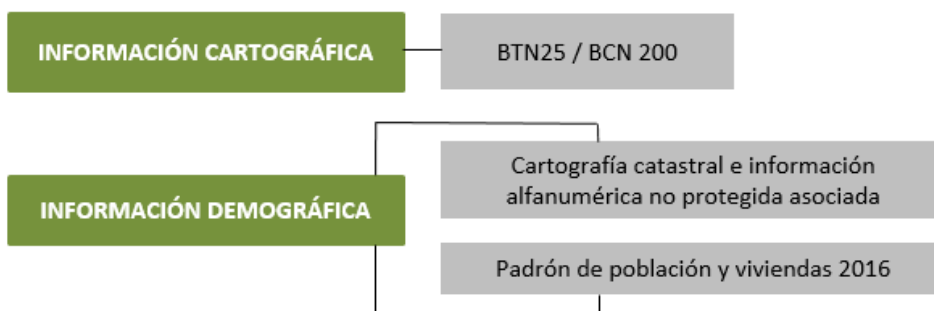 INFORMACIÓN CARTOGRÁFICA
BTN25 / BCN 200
Cartografía catastral e información
alfanumérica no protegida asociada
INFORMACIÓN DEMOGRÁFICA
Padrón de población y viviendas 2016